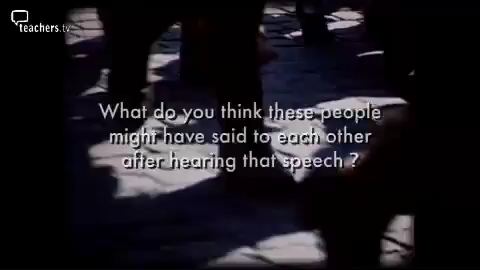 teachers.tv
What do you think these people
might have said to each other
after hearing that speech ?